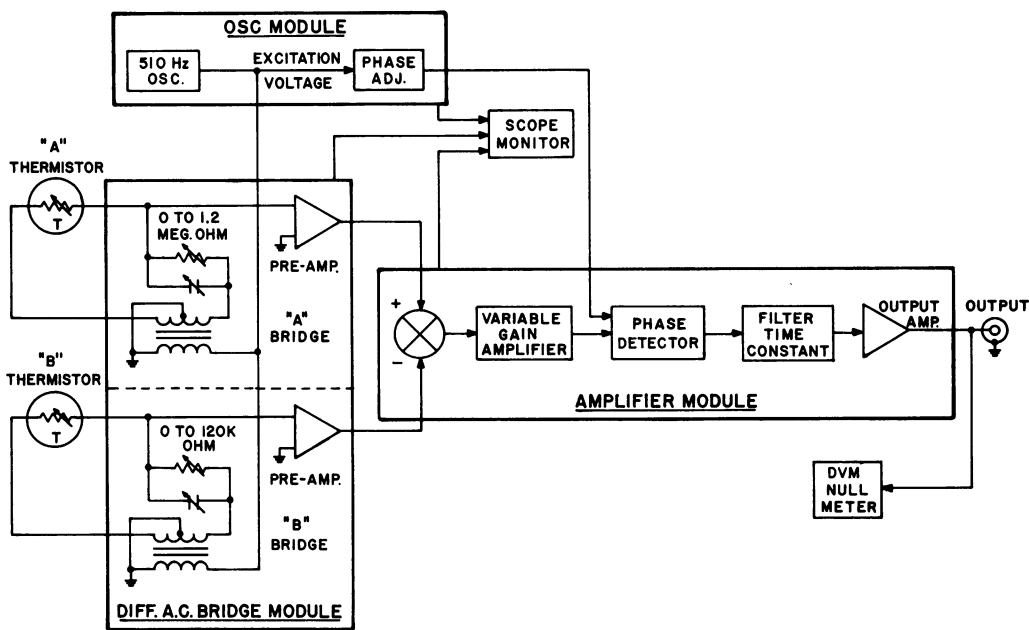 OSC MODULE
510 Hz
OSC.
EXCITATION
VOLTAGE
PHASE
ADJ.
SCOPE
MONITOR
"A"
THERMISTOR
T
0 TO 1.2
MEG. OHM
PRE-AMP.
"A"
BRIDGE
"B"
THERMISTOR
T
0 TO 120K
OHM
PRE-AMP.
"B"
BRIDGE
DIFF. A.C. BRIDGE MODULE
+
−
VARIABLE
GAIN
AMPLIFIER
PHASE
DETECTOR
FILTER
TIME
CONSTANT
OUTPUT
AMP.
OUTPUT
AMPLIFIER MODULE
DVM
NULL
METER